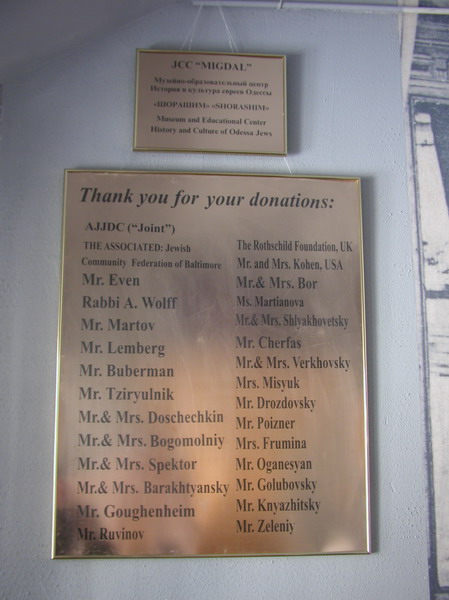 JCC "MIGDAL"
Музейно-образовательный центр
История и культура евреев Одессы
«ШОРАШИМ» «SHORASHIM»
Museum and Educational Center
History and Culture of Odessa Jews
Thank you for your donations:
AJJDC ("Joint")
THE ASSOCIATED: Jewish
Community Federation of Baltimore
Mr. Even
Rabbi A. Wolff
Mr. Martov
Mr. Lemberg
Mr. Buberman
Mr. Tziryulnik
Mr.& Mrs. Doschechkin
Mr.& Mrs. Bogomolniy
Mr.& Mrs. Spektor
Mr.& Mrs. Barakhtyansky
Mr. Goughenheim
Mr. Ruvinov
The Rothschild Foundation, UK
Mr. and Mrs. Kohen, USA
Mr.& Mrs. Bor
Ms. Martianova
Mr.& Mrs. Shlyakhovetsky
Mr. Cherfas
Mr.& Mrs. Verkhovsky
Mrs. Misyuk
Mr. Drozdovsky
Mr. Poizner
Mrs. Frumina
Mr. Oganesyan
Mr. Golubovsky
Mr. Knyazhitsky
Mr. Zeleniy